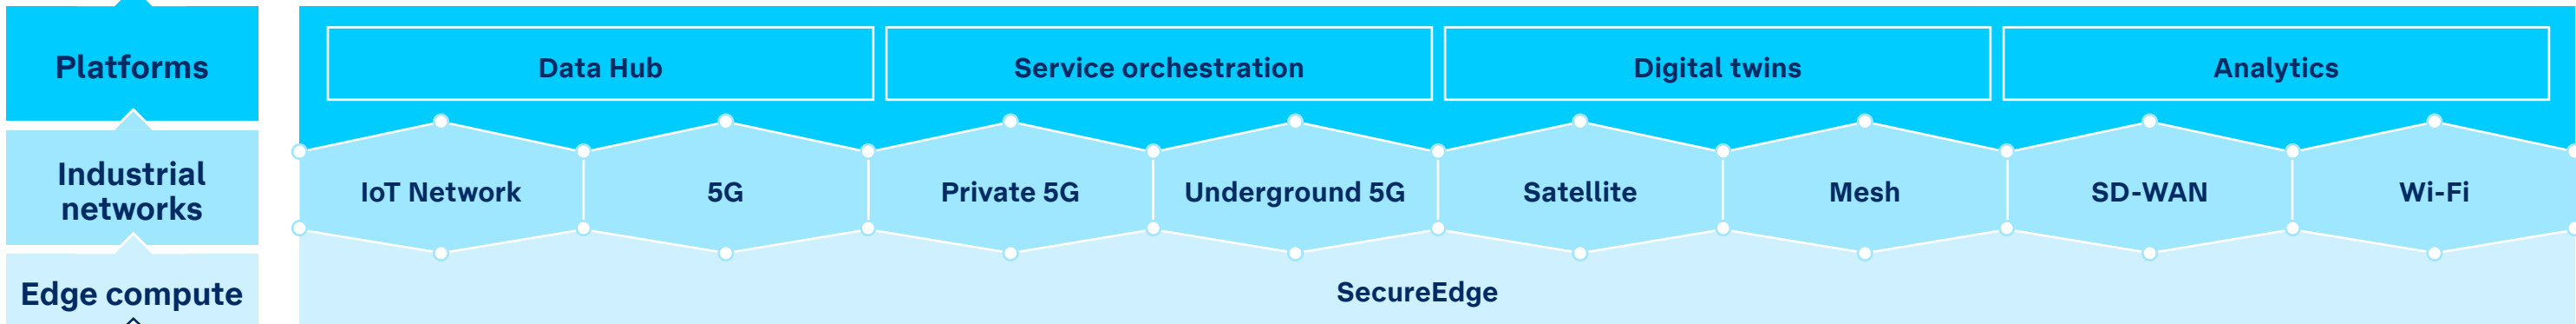 Platforms
Data Hub
Service orchestration
Digital twins
Analytics
Industrial
networks
IoT Network
5G
Private 5G
Underground 5G
Satellite
Mesh
SD-WAN
Wi-Fi
Edge compute
SecureEdge